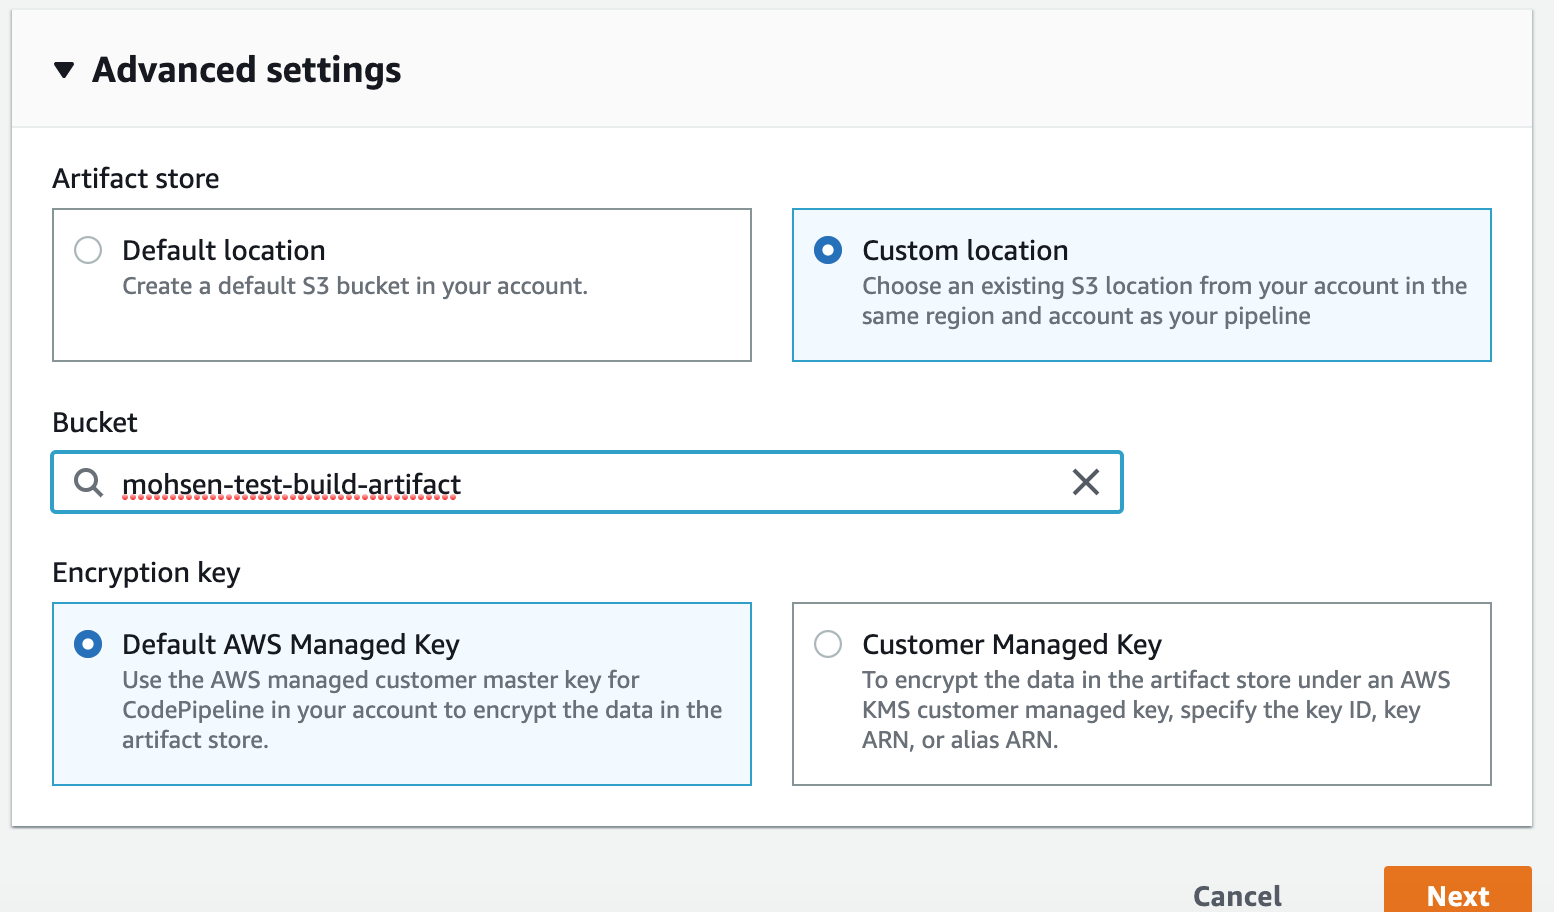 Advanced settings
Artifact store
Default location
Create a default S3 bucket in your account.
Custom location
Choose an existing S3 location from your account in the
same region and account as your pipeline
Bucket
mohsen-test-build-artifact
Encryption key
Default AWS Managed Key
Use the AWS managed customer master key for
CodePipeline in your account to encrypt the data in the
artifact store.
Customer Managed Key
To encrypt the data in the artifact store under an AWS
KMS customer managed key, specify the key ID, key
ARN, or alias ARN.
Cancel
Next